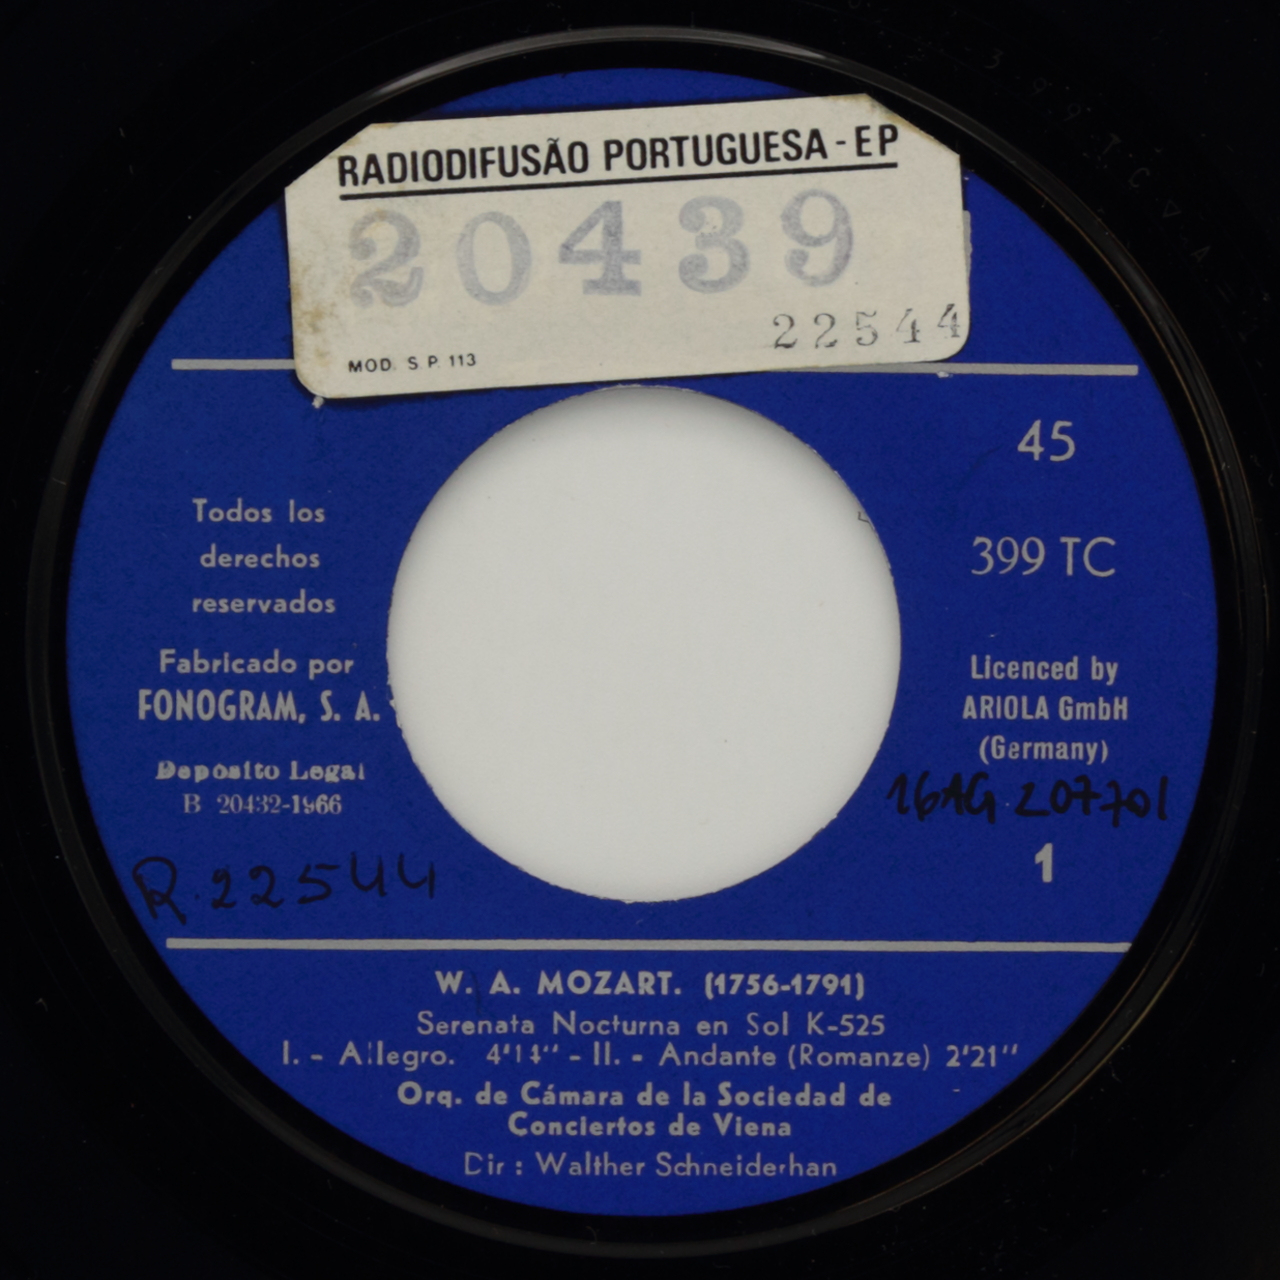 RADIODIFUSÃO PORTUGUESA - EP
20439
22544
MOD. S. P. 113
45
399 TC
Todos los
derechos
reservados
Fabricado por
FONOGRAM, S. A.
Depósito Legal
B 20432-1966
R. 22544
Licenced by
ARIOLA GmbH
(Germany)
16AG 207701
1
W. A. MOZART. (1756-1791)
Serenata Nocturna en Sol K-525
I. - Allegro. 4'14" - II. - Andante (Romanze) 2'21"
Orq. de Cámara de la Sociedad de
Conciertos de Viena
Dir : Walther Schneiderhan